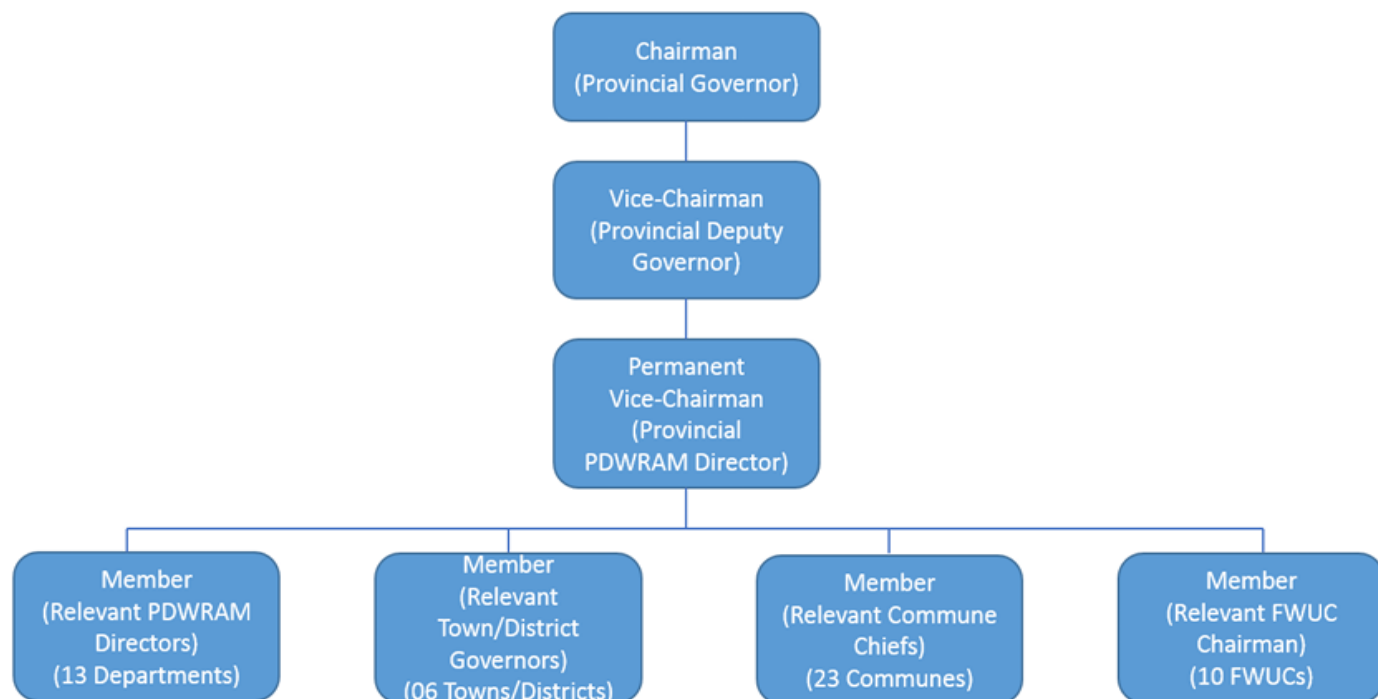 Chairman
(Provincial Governor)
Vice-Chairman
(Provincial Deputy
Governor)
Permanent
Vice-Chairman
(Provincial
PDWRAM Director)
Member
(Relevant PDWRAM
Directors)
(13 Departments)
Member
(Relevant
Town/District
Governors)
(06 Towns/Districts)
Member
(Relevant Commune
Chiefs)
(23 Communes)
Member
(Relevant FWUC
Chairman)
(10 FWUCs)